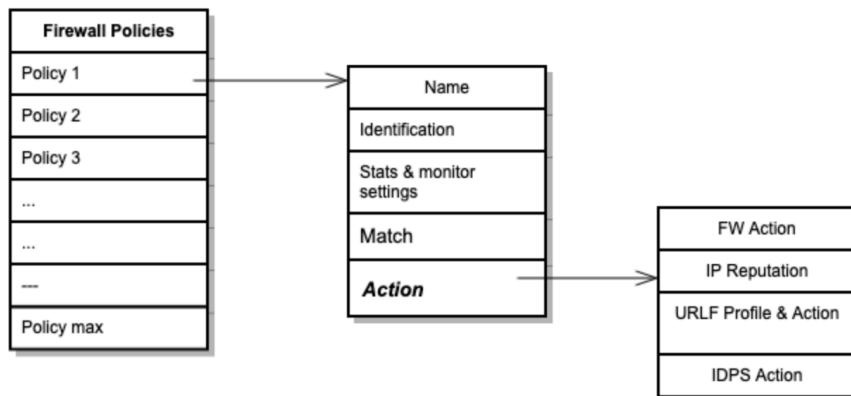 Firewall Policies
Policy 1
Policy 2
Policy 3
...
...
---
Policy max
Name
Identification
Stats & monitor
settings
Match
Action
FW Action
IP Reputation
URLF Profile & Action
IDPS Action